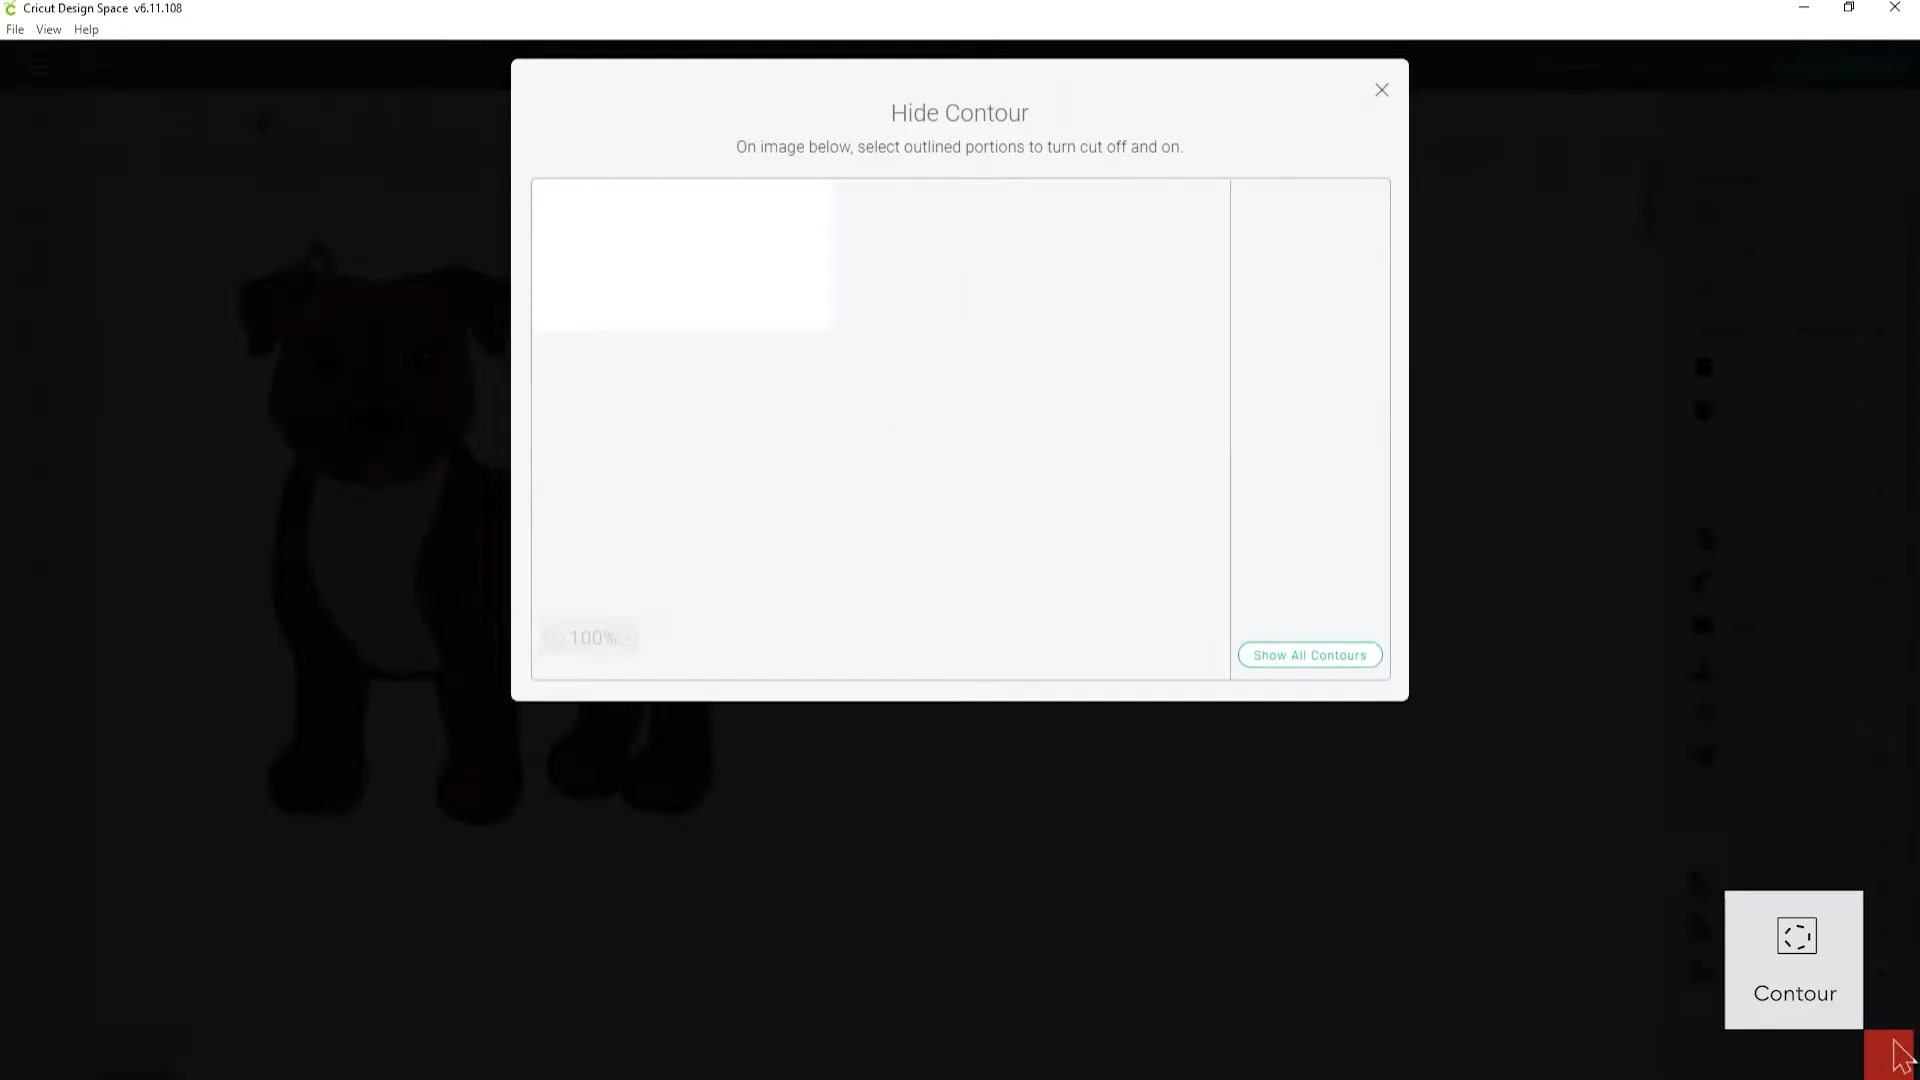 Cricut Design Space v6.11.108
File View Help
Hide Contour
On image below, select outlined portions to turn cut off and on.
100%
Show All Contours
Contour